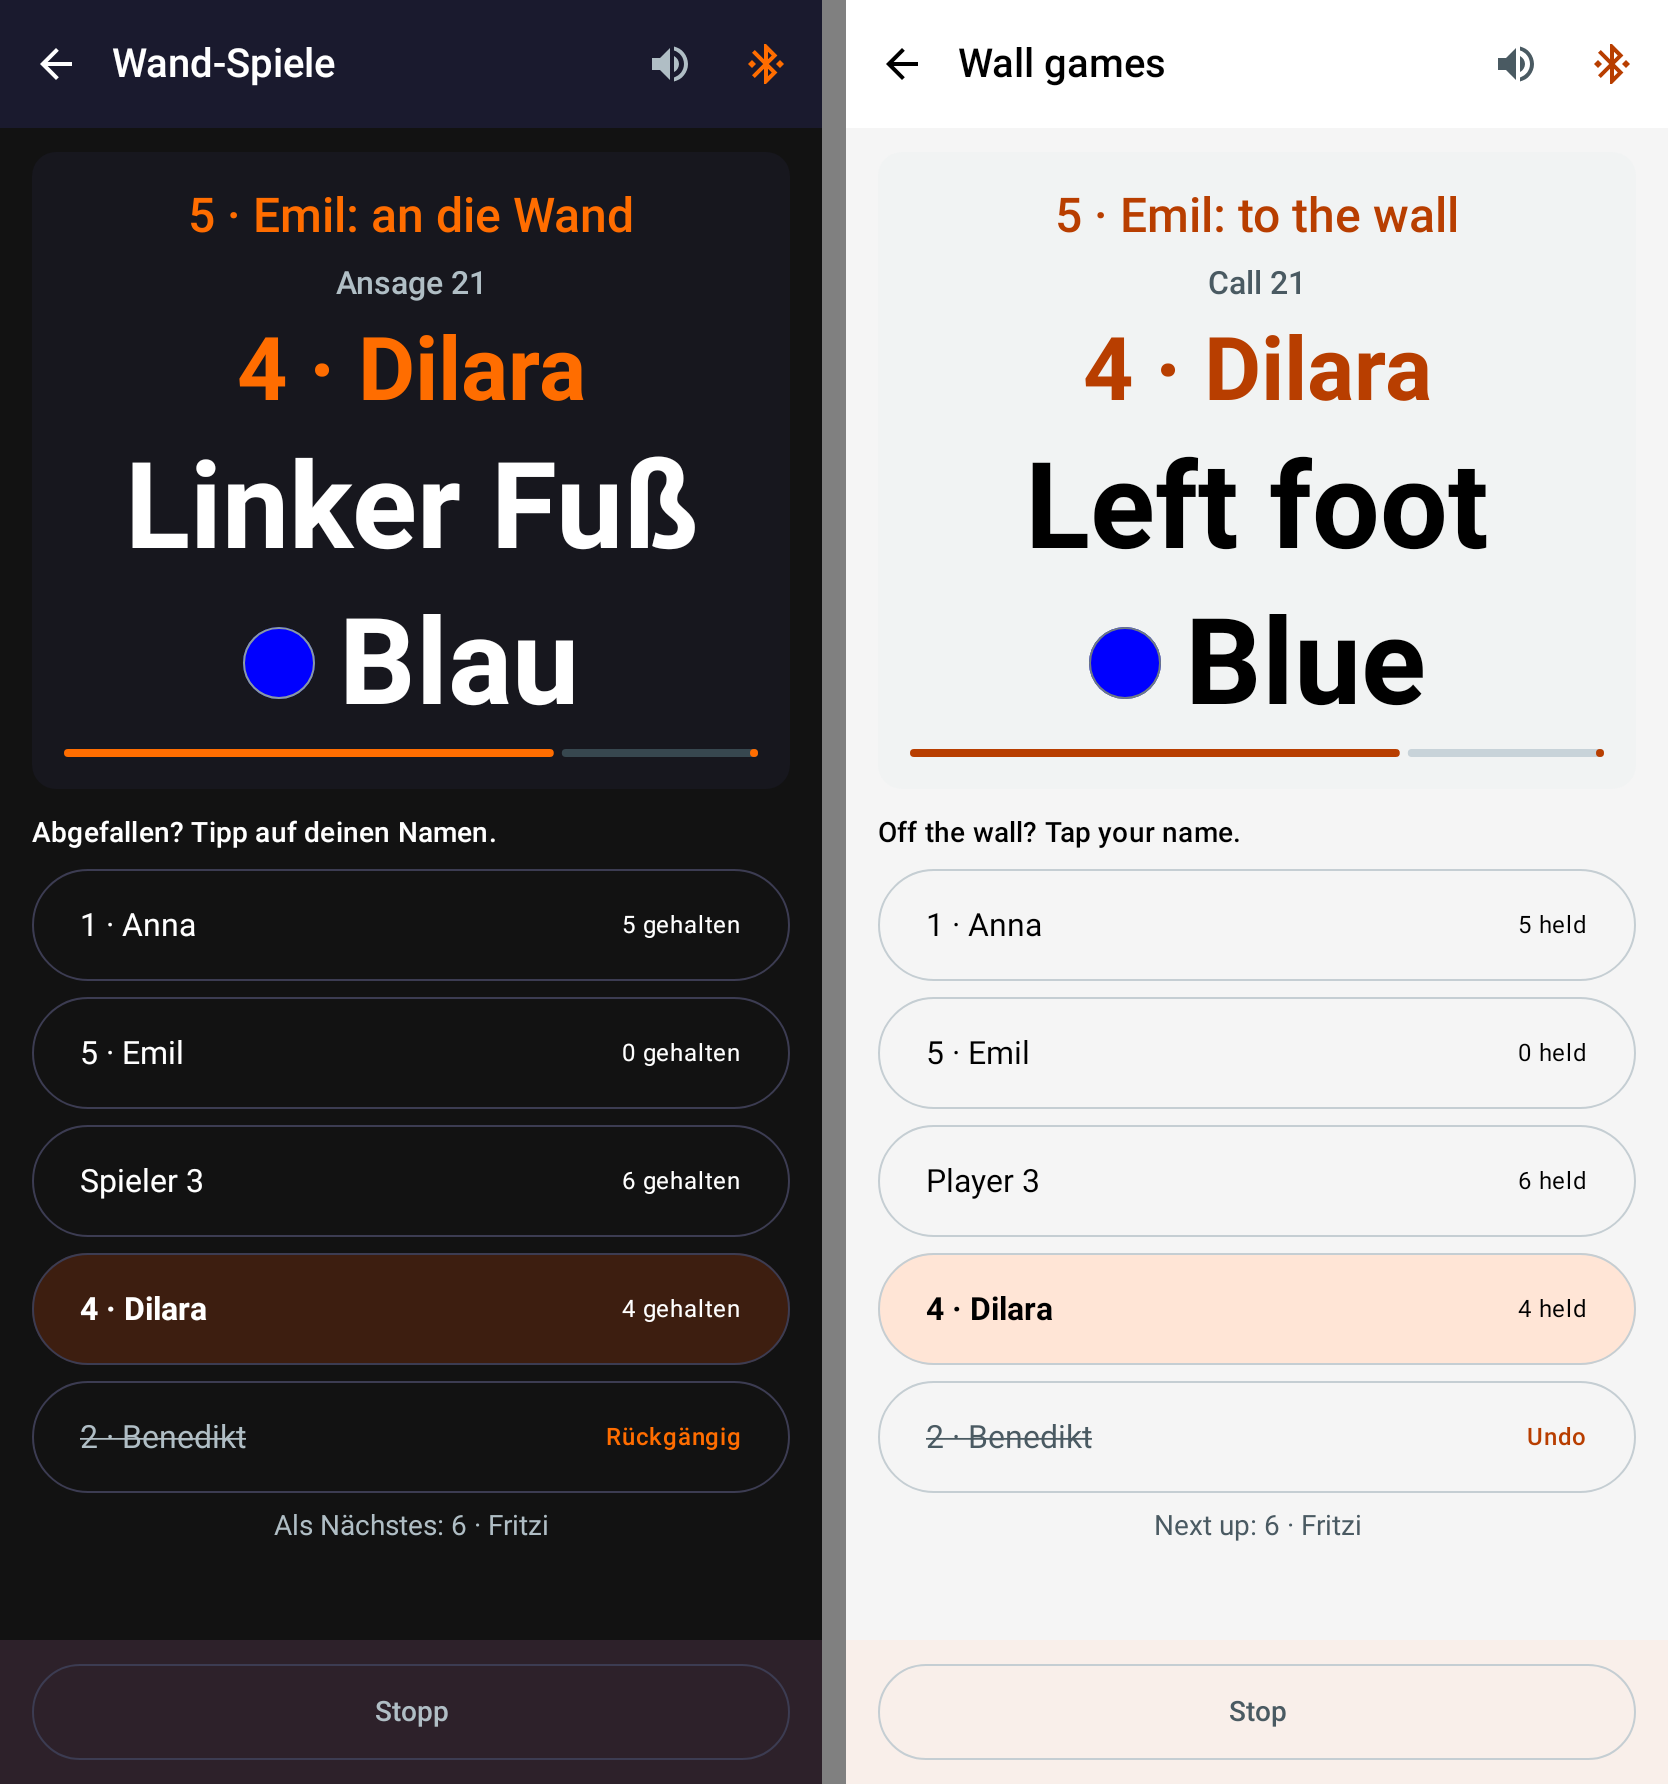 Wand-Spiele
5 · Emil: an die Wand
Ansage 21
4 · Dilara
Linker Fuß
Blau
Abgefallen? Tipp auf deinen Namen.
1 · Anna 5 gehalten
5 · Emil 0 gehalten
Spieler 3 6 gehalten
4 · Dilara 4 gehalten
2 · Benedikt Rückgängig
Als Nächstes: 6 · Fritzi
Stopp
Wall games
5 · Emil: to the wall
Call 21
4 · Dilara
Left foot
Blue
Off the wall? Tap your name.
1 · Anna 5 held
5 · Emil 0 held
Player 3 6 held
4 · Dilara 4 held
2 · Benedikt Undo
Next up: 6 · Fritzi
Stop